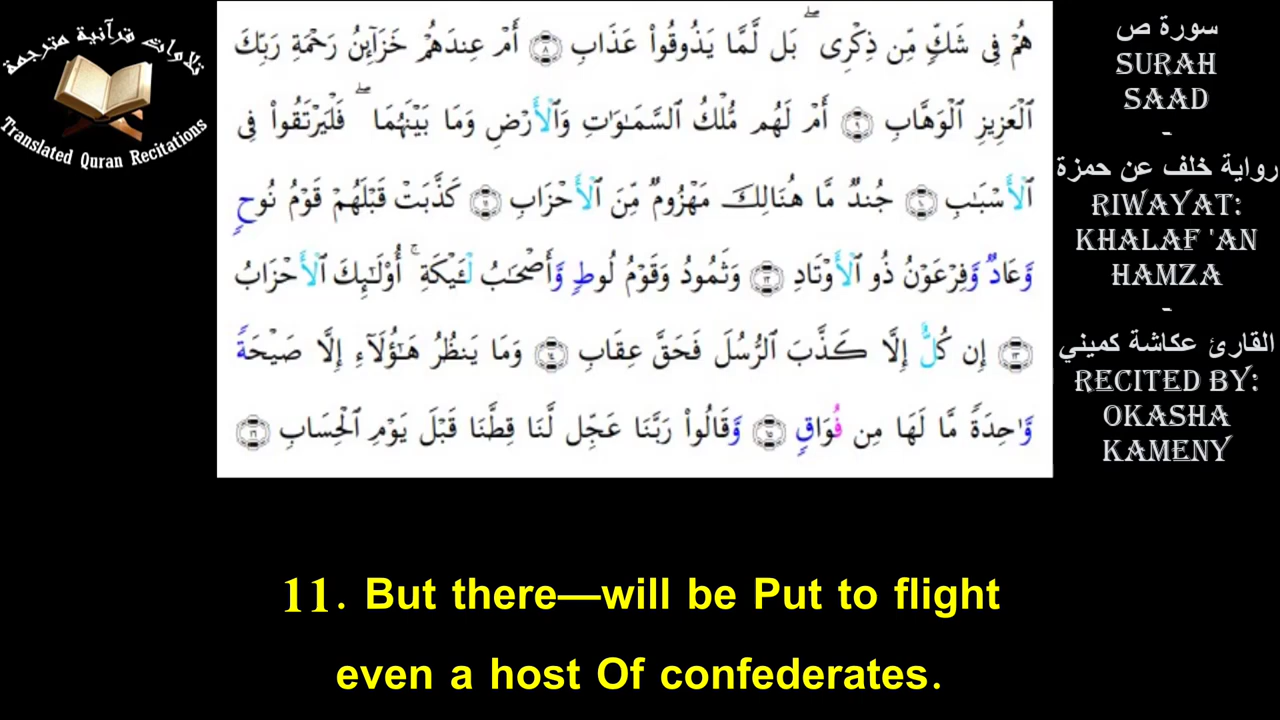 تلاوات قرآنية مترجمة
Translated Quran Recitations
هُمْ فِى شَكٍّ مِّن ذِكْرِى ۖ بَل لَّمَّا يَذُوقُوا۟ عَذَابِ ٨ أَمْ عِندَهُمْ خَزَآئِنُ رَحْمَةِ رَبِّكَ
ٱلْعَزِيزِ ٱلْوَهَّابِ ٩ أَمْ لَهُم مُّلْكُ ٱلسَّمَـٰوَٰتِ وَٱلْأَرْضِ وَمَا بَيْنَهُمَا ۖ فَلْيَرْتَقُوا۟ فِى
ٱلْأَسْبَـٰبِ ١٠ جُندٌ مَّا هُنَالِكَ مَهْزُومٌ مِّنَ ٱلْأَحْزَابِ ١١ كَذَّبَتْ قَبْلَهُمْ قَوْمُ نُوحٍ
وَّعَادٌ وَّفِرْعَوْنُ ذُو ٱلْأَوْتَادِ ١٢ وَثَمُودُ وَقَوْمُ لُوطٍ وَّأَصْحَـٰبُ لْـَٔيْكَةِ ۚ أُو۟لَـٰٓئِكَ ٱلْأَحْزَابُ
١٣ إِن كُلٌّ إِلَّا كَذَّبَ ٱلرُّسُلَ فَحَقَّ عِقَابِ ١٤ وَمَا يَنظُرُ هَـٰٓؤُلَآءِ إِلَّا صَيْحَةً
وَّٰحِدَةً مَّا لَهَا مِن فُوَاقٍ ١٥ وَّقَالُوا۟ رَبَّنَا عَجِّل لَّنَا قِطَّنَا قَبْلَ يَوْمِ ٱلْحِسَابِ ١٦
سورة ص
SURAH
SAAD
-
رواية خلف عن حمزة
RIWAYAT:
KHALAF 'AN
HAMZA
-
القارئ عكاشة كميني
RECITED BY:
OKASHA
KAMENY
11. But there—will be Put to flight
even a host Of confederates.